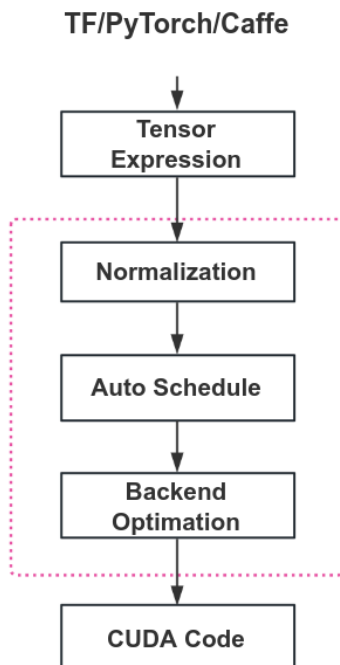 TF/PyTorch/Caffe
Tensor
Expression
Normalization
Auto Schedule
Backend
Optimation
CUDA Code